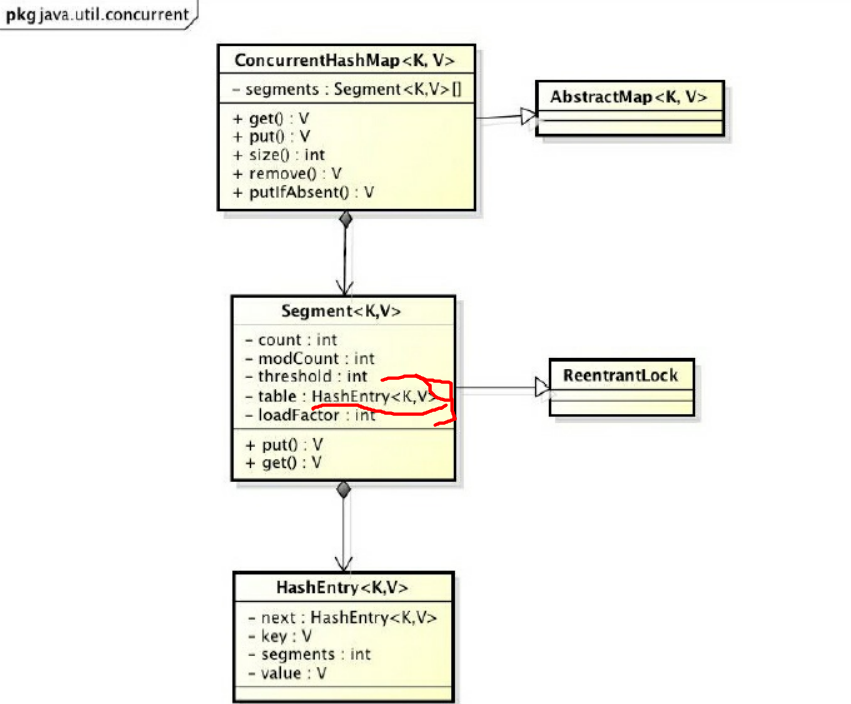 pkg java.util.concurrent
ConcurrentHashMap<K, V>
- segments : Segment<K,V>[]
+ get() : V
+ put() : V
+ size() : int
+ remove() : V
+ putIfAbsent() : V
AbstractMap<K, V>
Segment<K,V>
- count : int
- modCount : int
- threshold : int
- table : HashEntry<K,V>
- loadFactor : int
+ put() : V
+ get() : V
ReentrantLock
HashEntry<K,V>
- next : HashEntry<K,V>
- key : V
- segments : int
- value : V